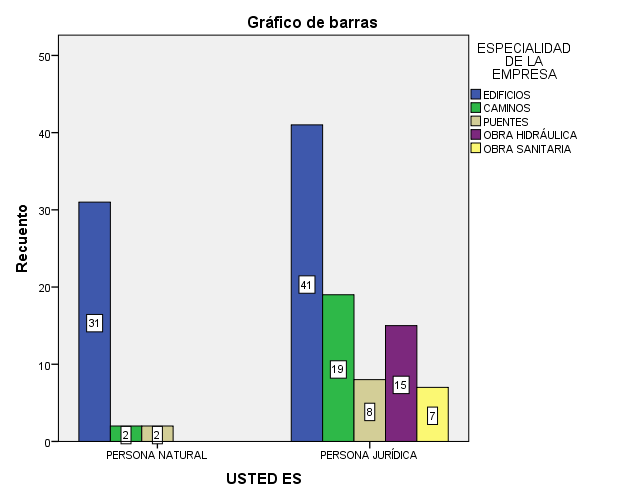 Gráfico de barras
ESPECIALIDAD
DE LA
EMPRESA
EDIFICIOS
CAMINOS
PUENTES
OBRA HIDRÁULICA
OBRA SANITARIA
Recuento
50
40
30
20
10
0
31
2
2
41
19
8
15
7
PERSONA NATURAL
PERSONA JURÍDICA
USTED ES